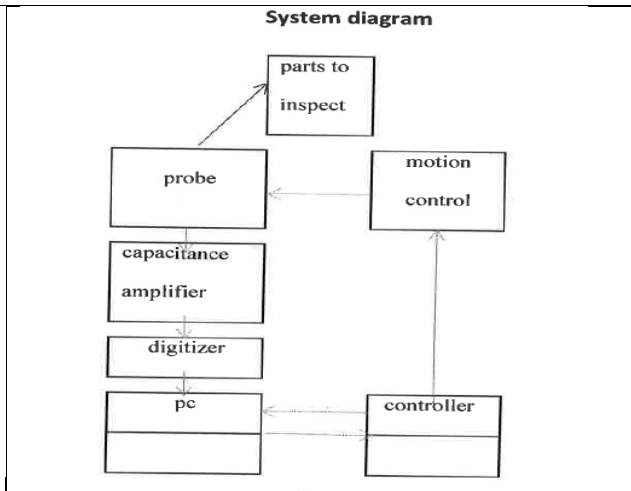 System diagram
parts to
inspect
probe
motion
control
capacitance
amplifier
digitizer
pc
controller